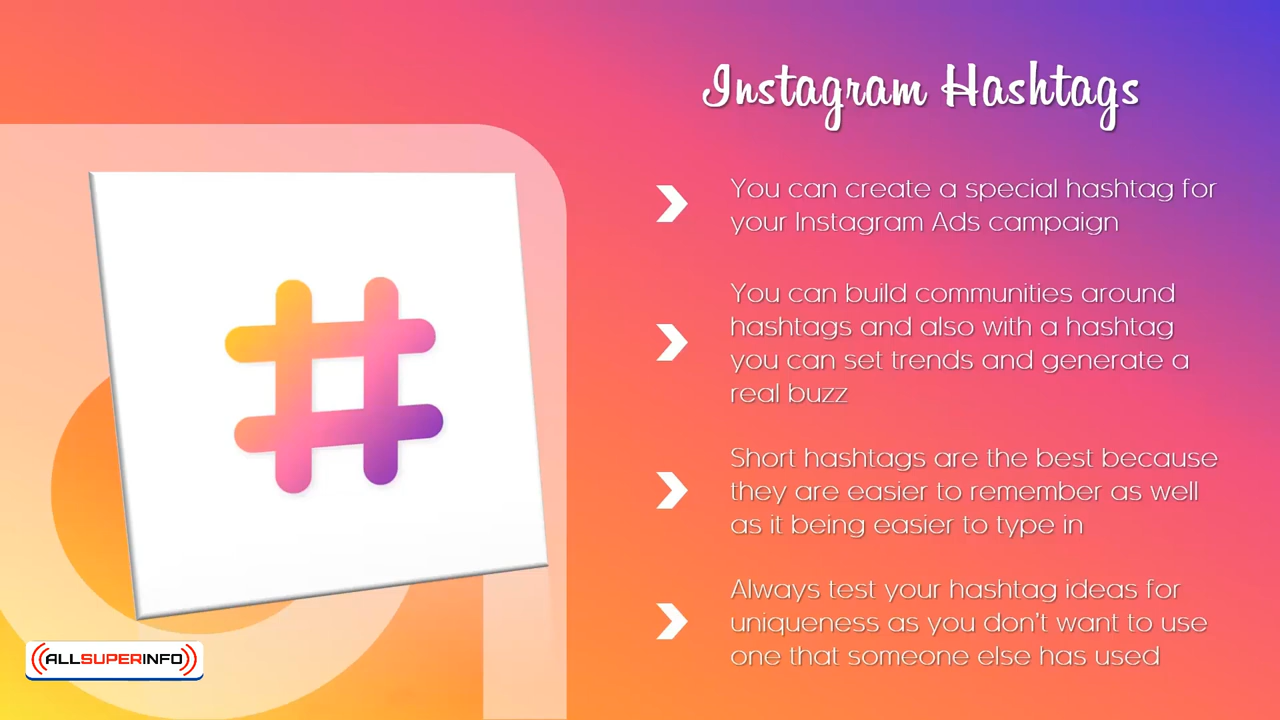 Instagram Hashtags
You can create a special hashtag for
your Instagram Ads campaign
You can build communities around
hashtags and also with a hashtag
you can set trends and generate a
real buzz
Short hashtags are the best because
they are easier to remember as well
as it being easier to type in
Always test your hashtag ideas for
uniqueness as you don't want to use
one that someone else has used
#
ALLSUPERINFO